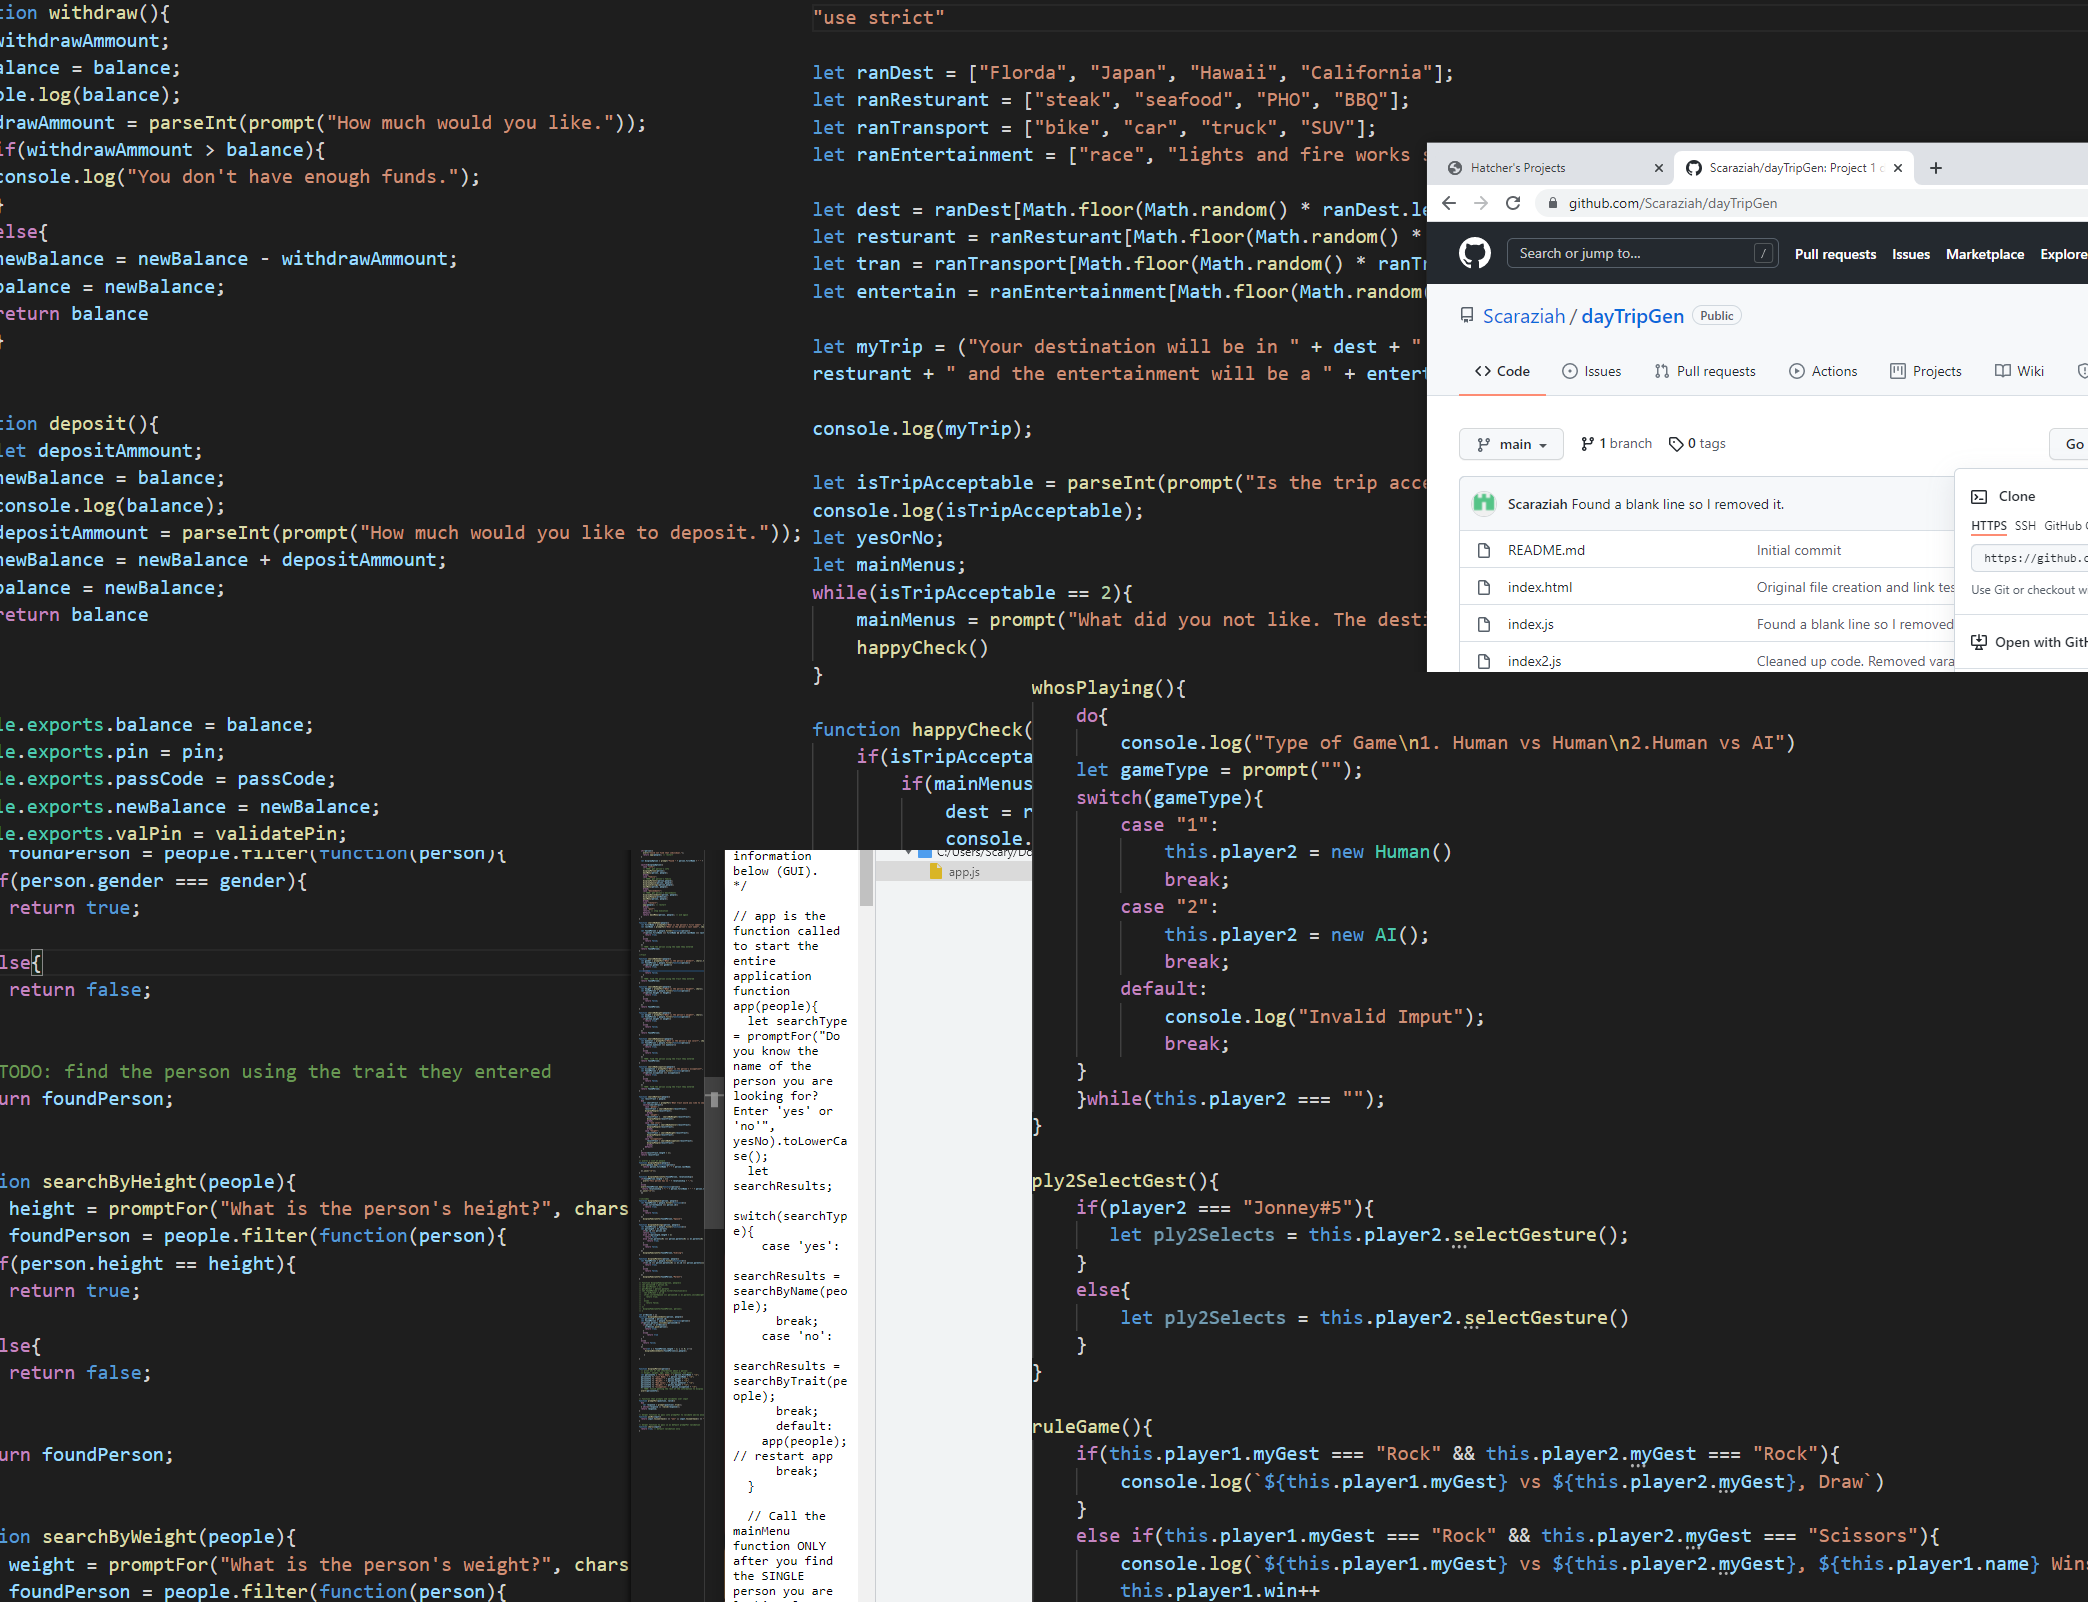 tion withdraw(){
withdrawAmmount;
alance = balance;
ole.log(balance);
drawAmmount = parseInt(prompt("How much would you like."));
if(withdrawAmmount > balance){
console.log("You don't have enough funds.");
}
else{
newBalance = newBalance - withdrawAmmount;
balance = newBalance;
return balance
}
tion deposit(){
let depositAmmount;
newBalance = balance;
console.log(balance);
depositAmmount = parseInt(prompt("How much would you like to deposit."));
newBalance = newBalance + depositAmmount;
balance = newBalance;
return balance
le.exports.balance = balance;
le.exports.pin = pin;
le.exports.passCode = passCode;
le.exports.newBalance = newBalance;
le.exports.valPin = validatePin;
"use strict"
let ranDest = ["Florda", "Japan", "Hawaii", "California"];
let ranResturant = ["steak", "seafood", "PHO", "BBQ"];
let ranTransport = ["bike", "car", "truck", "SUV"];
let ranEntertainment = ["race", "lights and fire works s
let dest = ranDest[Math.floor(Math.random() * ranDest.le
let resturant = ranResturant[Math.floor(Math.random() *
let tran = ranTransport[Math.floor(Math.random() * ranTr
let entertain = ranEntertainment[Math.floor(Math.random(
let myTrip = ("Your destination will be in " + dest + "
resturant + " and the entertainment will be a " + entert
console.log(myTrip);
let isTripAcceptable = parseInt(prompt("Is the trip acce
console.log(isTripAcceptable);
let yesOrNo;
let mainMenus;
while(isTripAcceptable == 2){
mainMenus = prompt("What did you not like. The desti
happyCheck()
}
function happyCheck(
if(isTripAccepta
if(mainMenus
dest = r
console.
Hatcher's Projects
Scaraziah/dayTripGen: Project 1 o
github.com/Scaraziah/dayTripGen
Search or jump to...
/
Pull requests Issues Marketplace Explore
Scaraziah / dayTripGen Public
Code Issues Pull requests Actions Projects Wiki
main 1 branch 0 tags Go
Scaraziah Found a blank line so I removed it.
README.md Initial commit
index.html Original file creation and link tes
index.js Found a blank line so I removed
index2.js Cleaned up code. Removed vara
Clone
HTTPS SSH GitHub C
https://github.c
Use Git or checkout w
Open with Gith
foundPerson = people.filter(function(person){
f(person.gender === gender){
return true;
lse{
return false;
TODO: find the person using the trait they entered
urn foundPerson;
ion searchByHeight(people){
height = promptFor("What is the person's height?", chars
foundPerson = people.filter(function(person){
f(person.height == height){
return true;
lse{
return false;
urn foundPerson;
ion searchByWeight(people){
weight = promptFor("What is the person's weight?", chars
foundPerson = people.filter(function(person){
information
below (GUI).
*/
// app is the
function called
to start the
entire
application
function
app(people){
let searchType
= promptFor("Do
you know the
name of the
person you are
looking for?
Enter 'yes' or
'no'",
yesNo).toLowerCa
se();
let
searchResults;
switch(searchTyp
e){
case 'yes':
searchResults =
searchByName(peo
ple);
break;
case 'no':
searchResults =
searchByTrait(pe
ople);
break;
default:
app(people);
// restart app
break;
}
// Call the
mainMenu
function ONLY
after you find
the SINGLE
person you are
C:/Users/Scary/Do
app.js
whosPlaying(){
do{
console.log("Type of Game\n1. Human vs Human\n2.Human vs AI")
let gameType = prompt("");
switch(gameType){
case "1":
this.player2 = new Human()
break;
case "2":
this.player2 = new AI();
break;
default:
console.log("Invalid Imput");
break;
}
}while(this.player2 === "");
}
ply2SelectGest(){
if(player2 === "Jonney#5"){
let ply2Selects = this.player2.selectGesture();
}
else{
let ply2Selects = this.player2.selectGesture()
}
}
ruleGame(){
if(this.player1.myGest === "Rock" && this.player2.myGest === "Rock"){
console.log(`${this.player1.myGest} vs ${this.player2.myGest}, Draw`)
}
else if(this.player1.myGest === "Rock" && this.player2.myGest === "Scissors"){
console.log(`${this.player1.myGest} vs ${this.player2.myGest}, ${this.player1.name} Wins
this.player1.win++